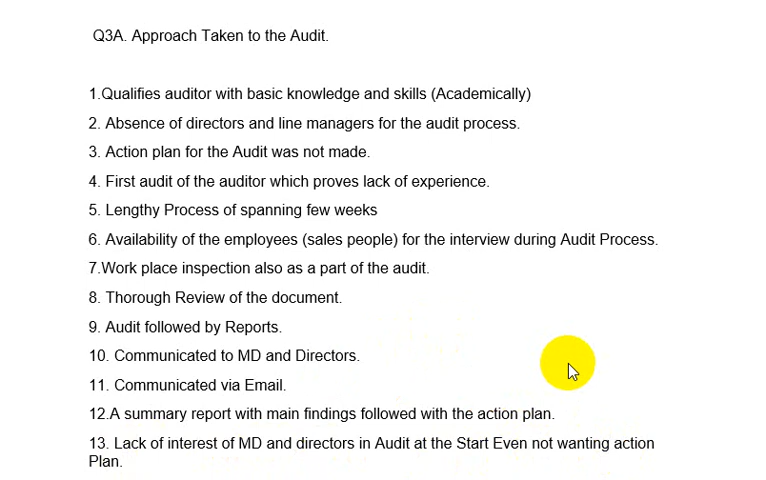 Q3A. Approach Taken to the Audit.
1.Qualifies auditor with basic knowledge and skills (Academically)
2. Absence of directors and line managers for the audit process.
3. Action plan for the Audit was not made.
4. First audit of the auditor which proves lack of experience.
5. Lengthy Process of spanning few weeks
6. Availability of the employees (sales people) for the interview during Audit Process.
7.Work place inspection also as a part of the audit.
8. Thorough Review of the document.
9. Audit followed by Reports.
10. Communicated to MD and Directors.
11. Communicated via Email.
12.A summary report with main findings followed with the action plan.
13. Lack of interest of MD and directors in Audit at the Start Even not wanting action
Plan.